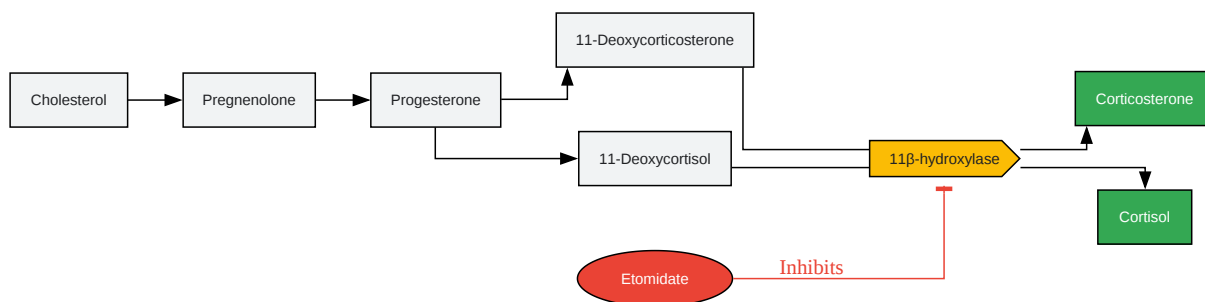 Cholesterol
Pregnenolone
Progesterone
11-Deoxycorticosterone
11-Deoxycortisol
11β-hydroxylase
Corticosterone
Cortisol
Etomidate
Inhibits